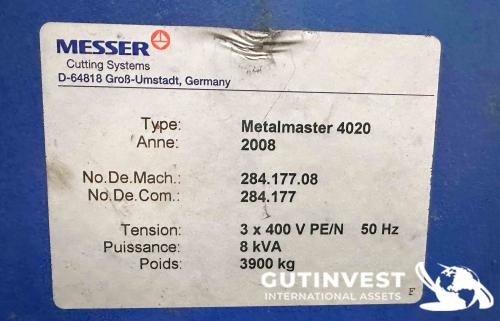 MESSER
Cutting Systems
D-64818 Groß-Umstadt, Germany
Type: Metalmaster 4020
Anne: 2008
No.De.Mach.: 284.177.08
No.De.Com.: 284.177
Tension: 3 x 400 V PE/N 50 Hz
Puissance: 8 kVA
Poids: 3900 kg
GUTINVEST
INTERNATIONAL ASSETS
F